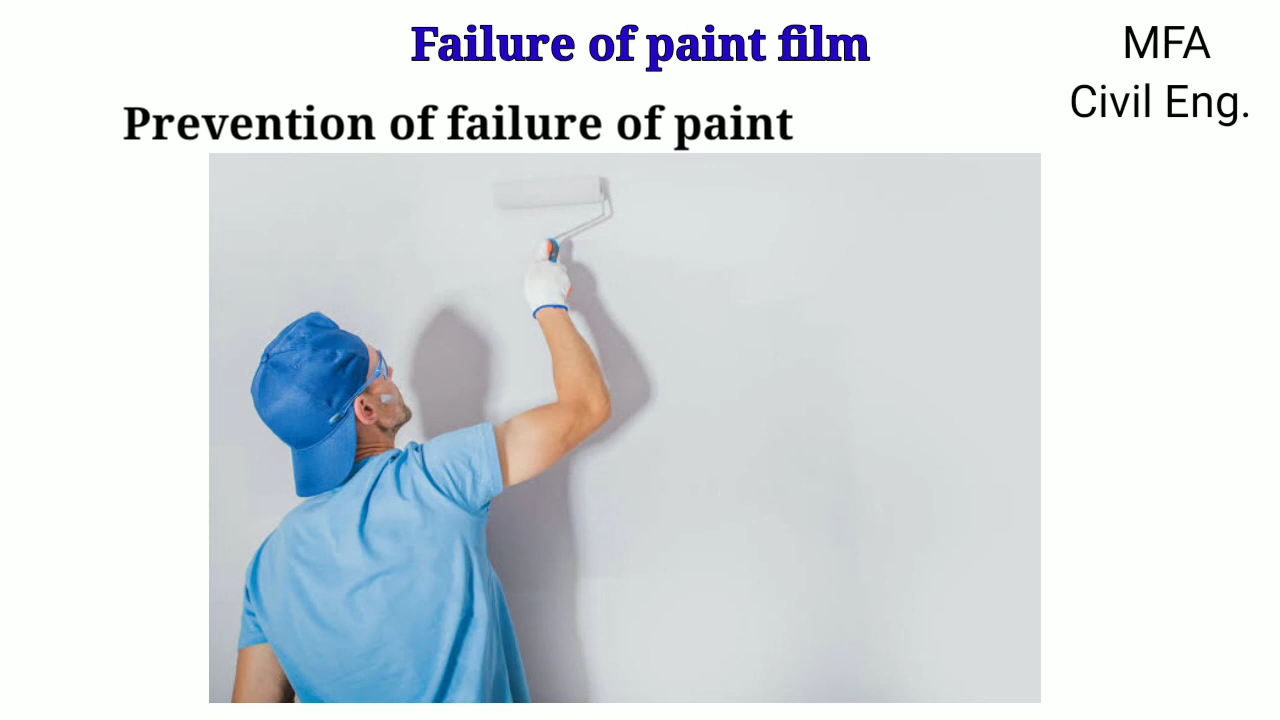 Failure of paint film
MFA
Civil Eng.
Prevention of failure of paint